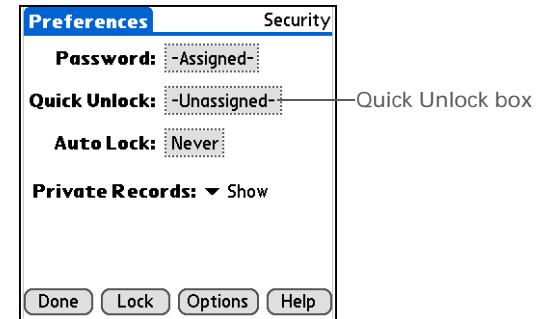 Preferences Security
Password: -Assigned-
Quick Unlock: -Unassigned- Quick Unlock box
Auto Lock: Never
Private Records: Show
Done Lock Options Help